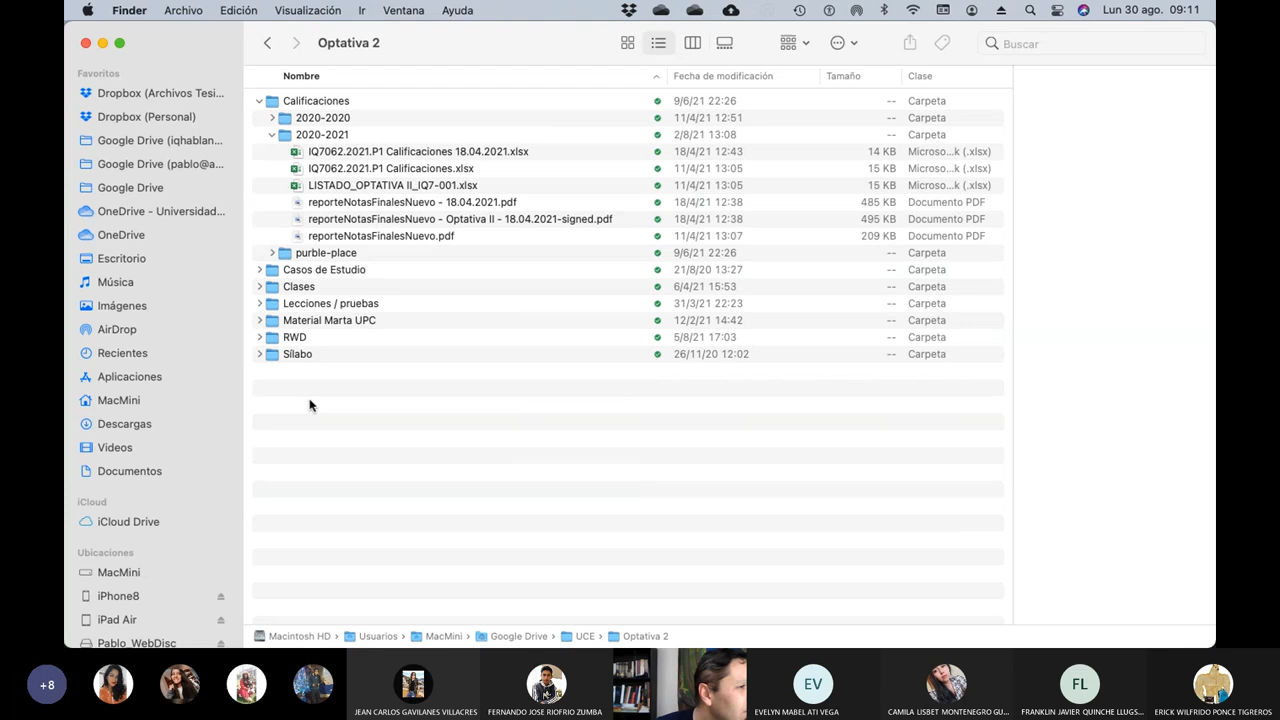 Finder Archivo Edición Visualización Ir Ventana Ayuda Lun 30 ago. 09:11
Optativa 2 Buscar
Favoritos
Dropbox (Archivos Tesi...
Dropbox (Personal)
Google Drive (iqhablan...
Google Drive (pablo@a...
Google Drive
OneDrive - Universidad...
OneDrive
Escritorio
Música
Imágenes
AirDrop
Recientes
Aplicaciones
MacMini
Descargas
Videos
Documentos
iCloud
iCloud Drive
Ubicaciones
MacMini
iPhone8
iPad Air
Pablo_WebDisc
Nombre Fecha de modificación Tamaño Clase
Calificaciones 9/6/21 22:26 -- Carpeta
2020-2020 11/4/21 12:51 -- Carpeta
2020-2021 2/8/21 13:08 -- Carpeta
IQ7062.2021.P1 Calificaciones 18.04.2021.xlsx 18/4/21 12:43 14 KB Microso...k (.xlsx)
IQ7062.2021.P1 Calificaciones.xlsx 11/4/21 13:05 15 KB Microso...k (.xlsx)
LISTADO_OPTATIVA II_IQ7-001.xlsx 11/4/21 13:05 15 KB Microso...k (.xlsx)
reporteNotasFinalesNuevo - 18.04.2021.pdf 18/4/21 12:38 485 KB Documento PDF
reporteNotasFinalesNuevo - Optativa II - 18.04.2021-signed.pdf 18/4/21 12:38 495 KB Documento PDF
reporteNotasFinalesNuevo.pdf 11/4/21 13:07 209 KB Documento PDF
purble-place 9/6/21 22:26 -- Carpeta
Casos de Estudio 21/8/20 13:27 -- Carpeta
Clases 6/4/21 15:53 -- Carpeta
Lecciones / pruebas 31/3/21 22:23 -- Carpeta
Material Marta UPC 12/2/21 14:42 -- Carpeta
RWD 5/8/21 17:03 -- Carpeta
Sílabo 26/11/20 12:02 -- Carpeta
Macintosh HD › Usuarios › MacMini › Google Drive › UCE › Optativa 2
+8 EV FL
JEAN CARLOS GAVILANES VILLACRES FERNANDO JOSE RIOFRIO ZUMBA EVELYN MABEL ATI VEGA CAMILA LISBET MONTENEGRO GU... FRANKLIN JAVIER QUINCHE LLUGS... ERICK WILFRIDO PONCE TIGREROS